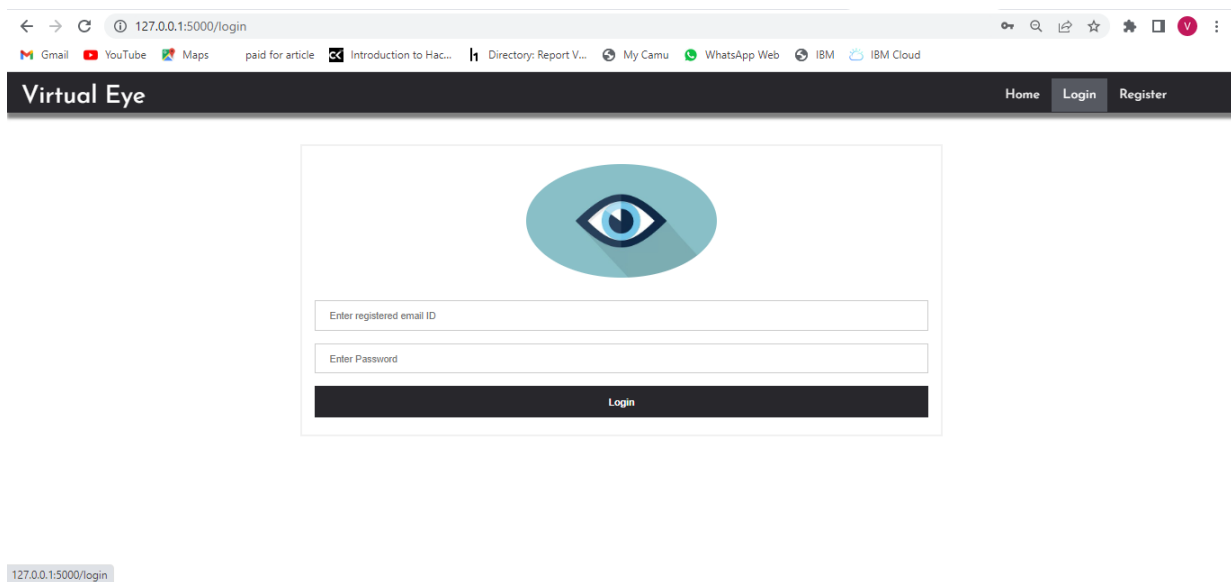 127.0.0.1:5000/login
Gmail YouTube Maps paid for article Introduction to Hac... Directory: Report V... My Camu WhatsApp Web IBM IBM Cloud
Virtual Eye Home Login Register
Enter registered email ID
Enter Password
Login
127.0.0.1:5000/login